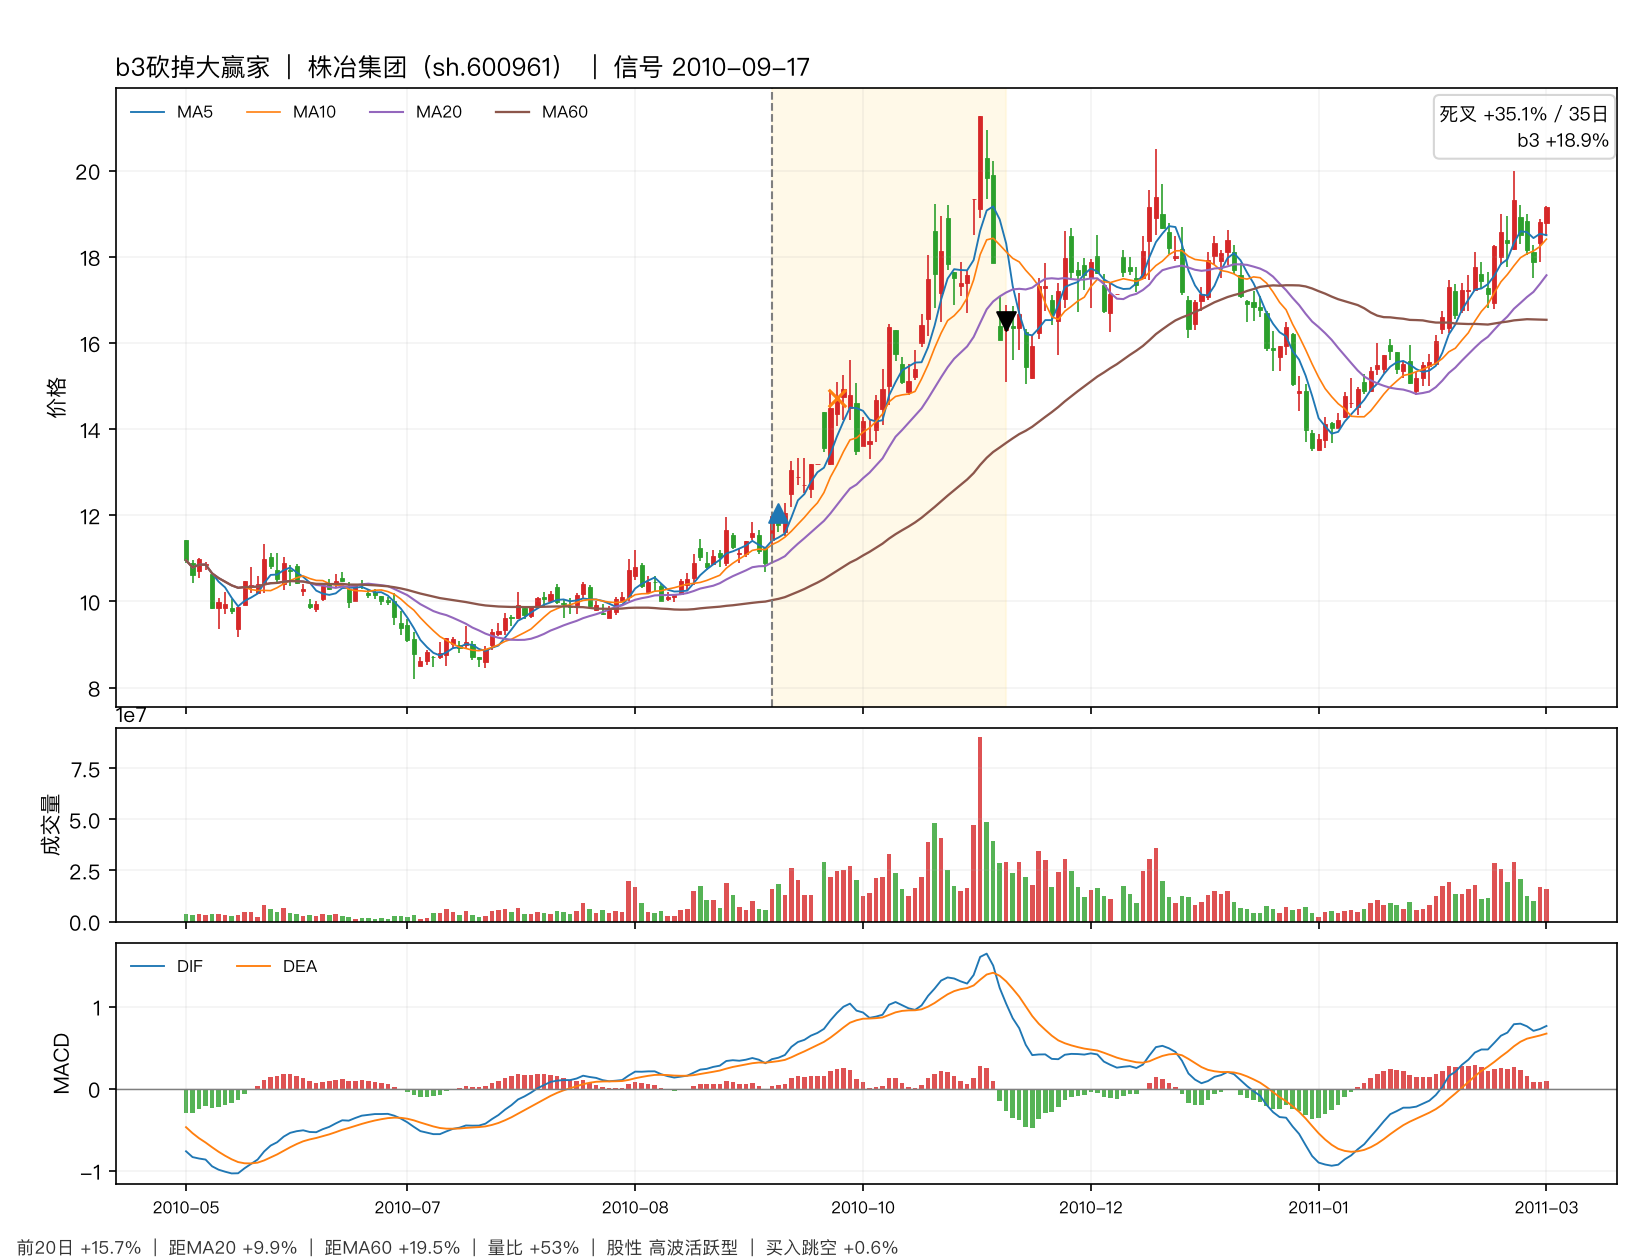 b3砍掉大赢家 ｜ 株冶集团（sh.600961） ｜ 信号 2010-09-17
MA5 MA10 MA20 MA60
死叉 +35.1% / 35日
b3 +18.9%
价格
20
18
16
14
12
10
8
1e7
成交量
7.5
5.0
2.5
0.0
DIF DEA
MACD
1
0
−1
2010-05 2010-07 2010-08 2010-10 2010-12 2011-01 2011-03
前20日 +15.7% ｜ 距MA20 +9.9% ｜ 距MA60 +19.5% ｜ 量比 +53% ｜ 股性 高波活跃型 ｜ 买入跳空 +0.6%